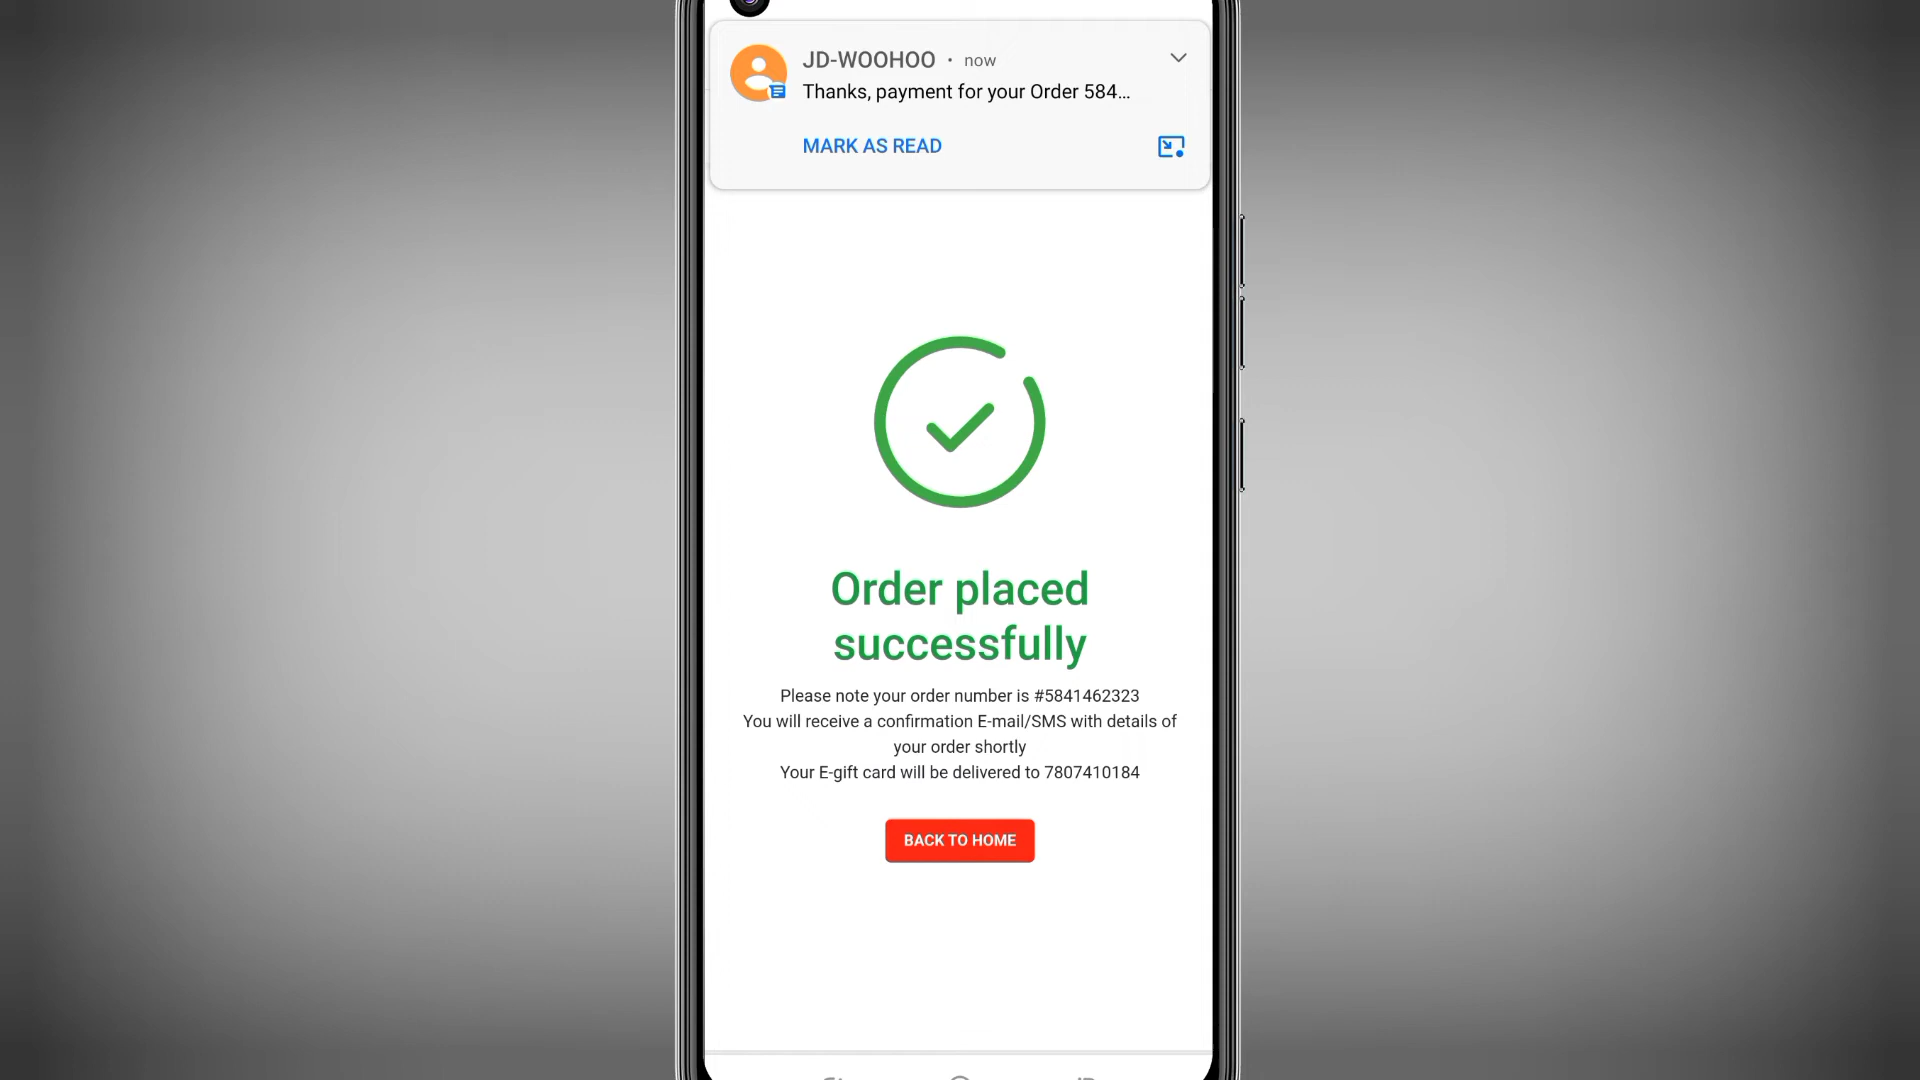 JD-WOOHOO • now
Thanks, payment for your Order 584...
MARK AS READ
Order placed
successfully
Please note your order number is #5841462323
You will receive a confirmation E-mail/SMS with details of
your order shortly
Your E-gift card will be delivered to 7807410184
BACK TO HOME